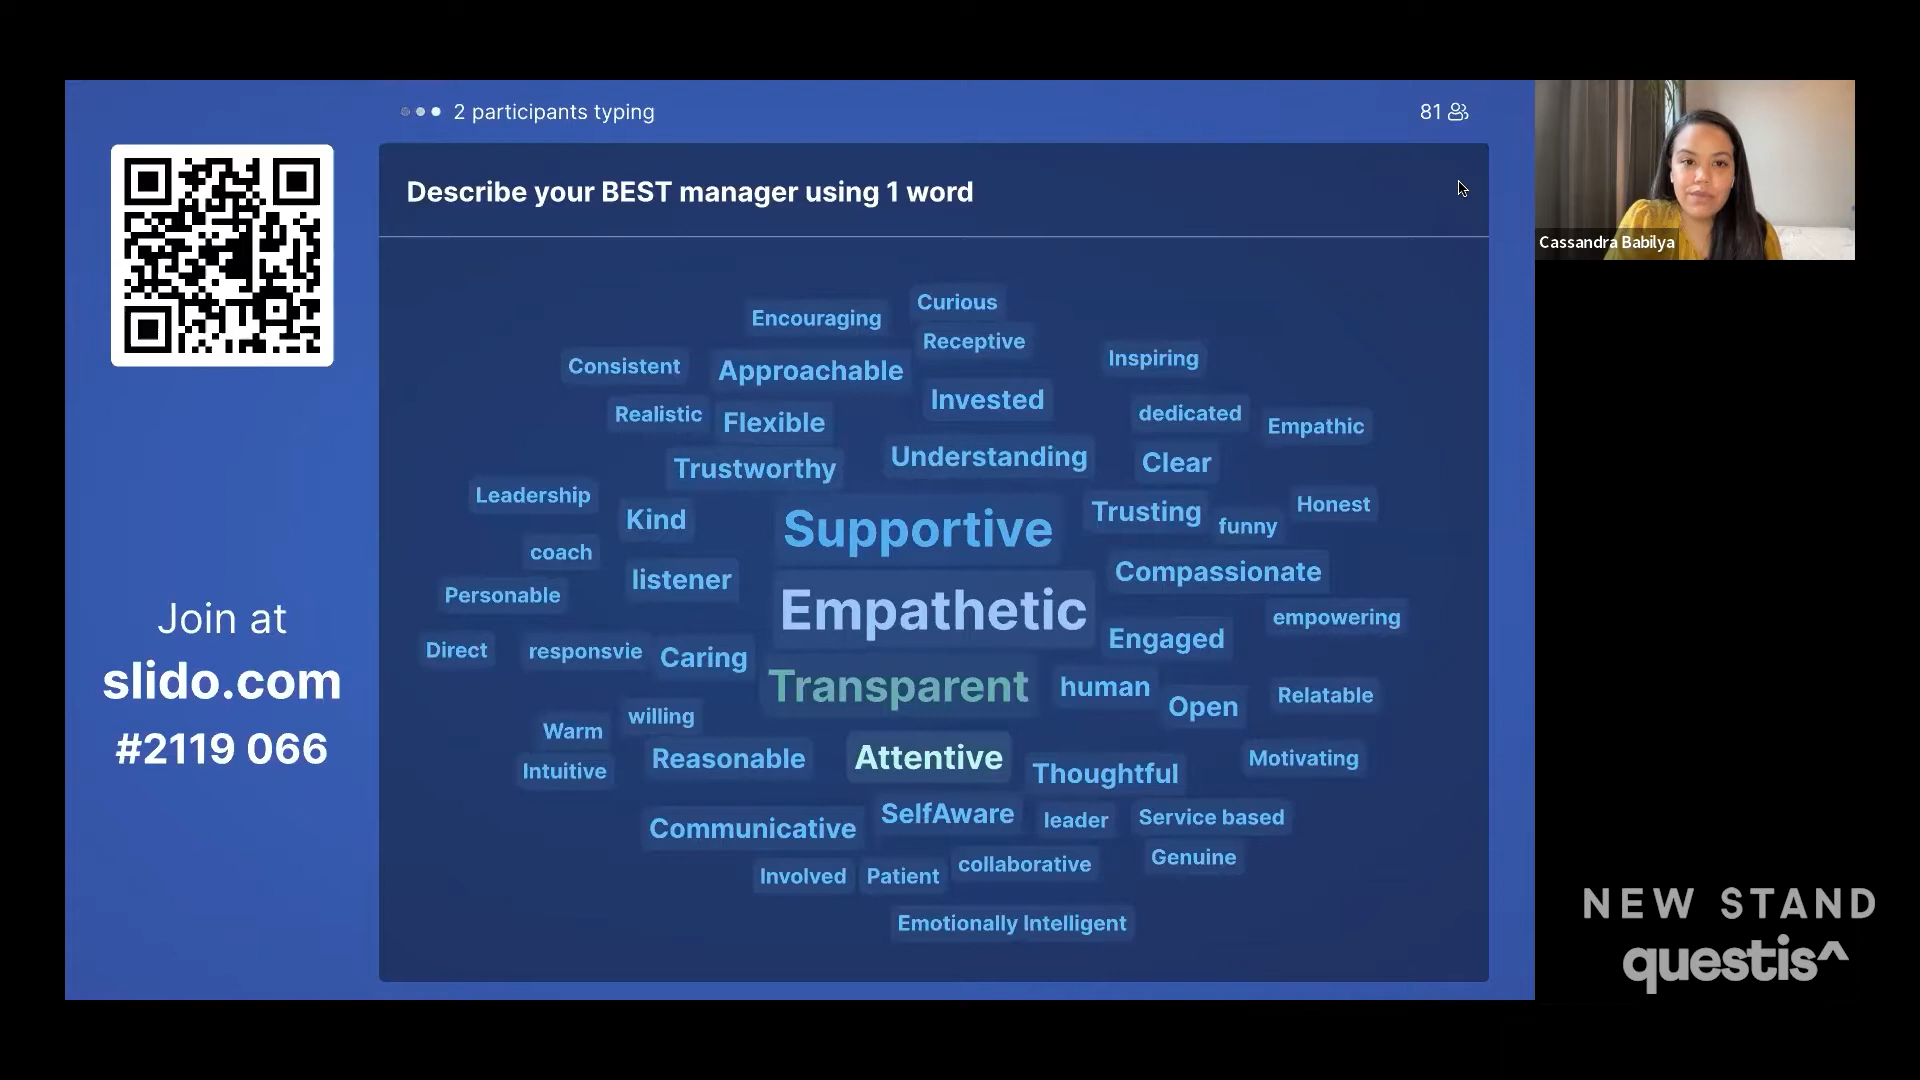 2 participants typing
81
Describe your BEST manager using 1 word
Cassandra Babilya
Join at
slido.com
#2119 066
Curious
Encouraging
Receptive
Inspiring
Consistent
Approachable
Invested
Realistic
Flexible
dedicated
Empathic
Understanding
Trustworthy
Clear
Leadership
Kind
Supportive
Trusting
funny
Honest
coach
listener
Compassionate
Personable
Empathetic
empowering
Direct
responsvie
Caring
Engaged
Transparent
human
Open
Relatable
Warm
willing
Intuitive
Reasonable
Attentive
Thoughtful
Motivating
Communicative
SelfAware
leader
Service based
Genuine
Involved
Patient
collaborative
Emotionally Intelligent
NEW STAND
questis^